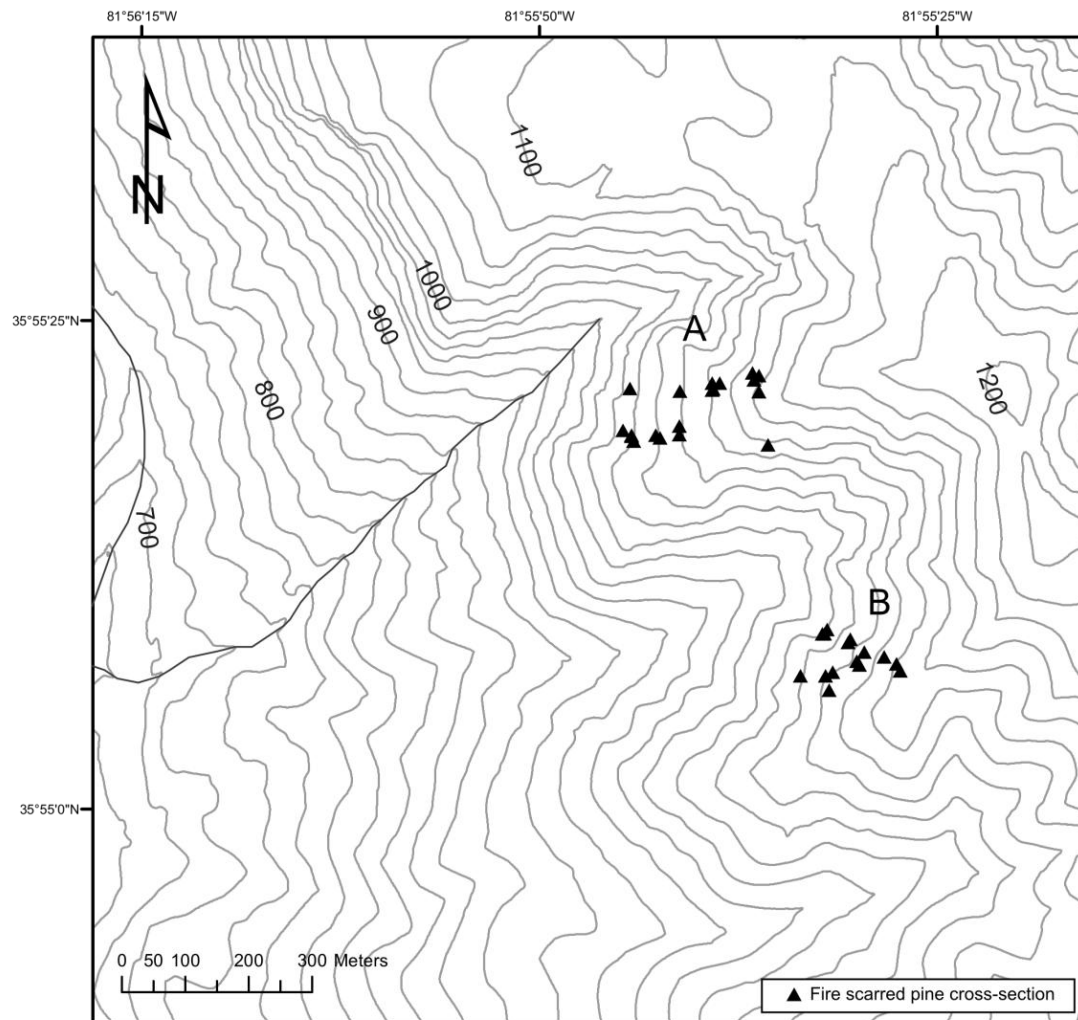 81°56'15"W
81°55'50"W
81°55'25"W
N
1100
1000
35°55'25"N
A
900
800
1200
700
B
35°55'0"N
0 50 100 200 300 Meters
Fire scarred pine cross-section